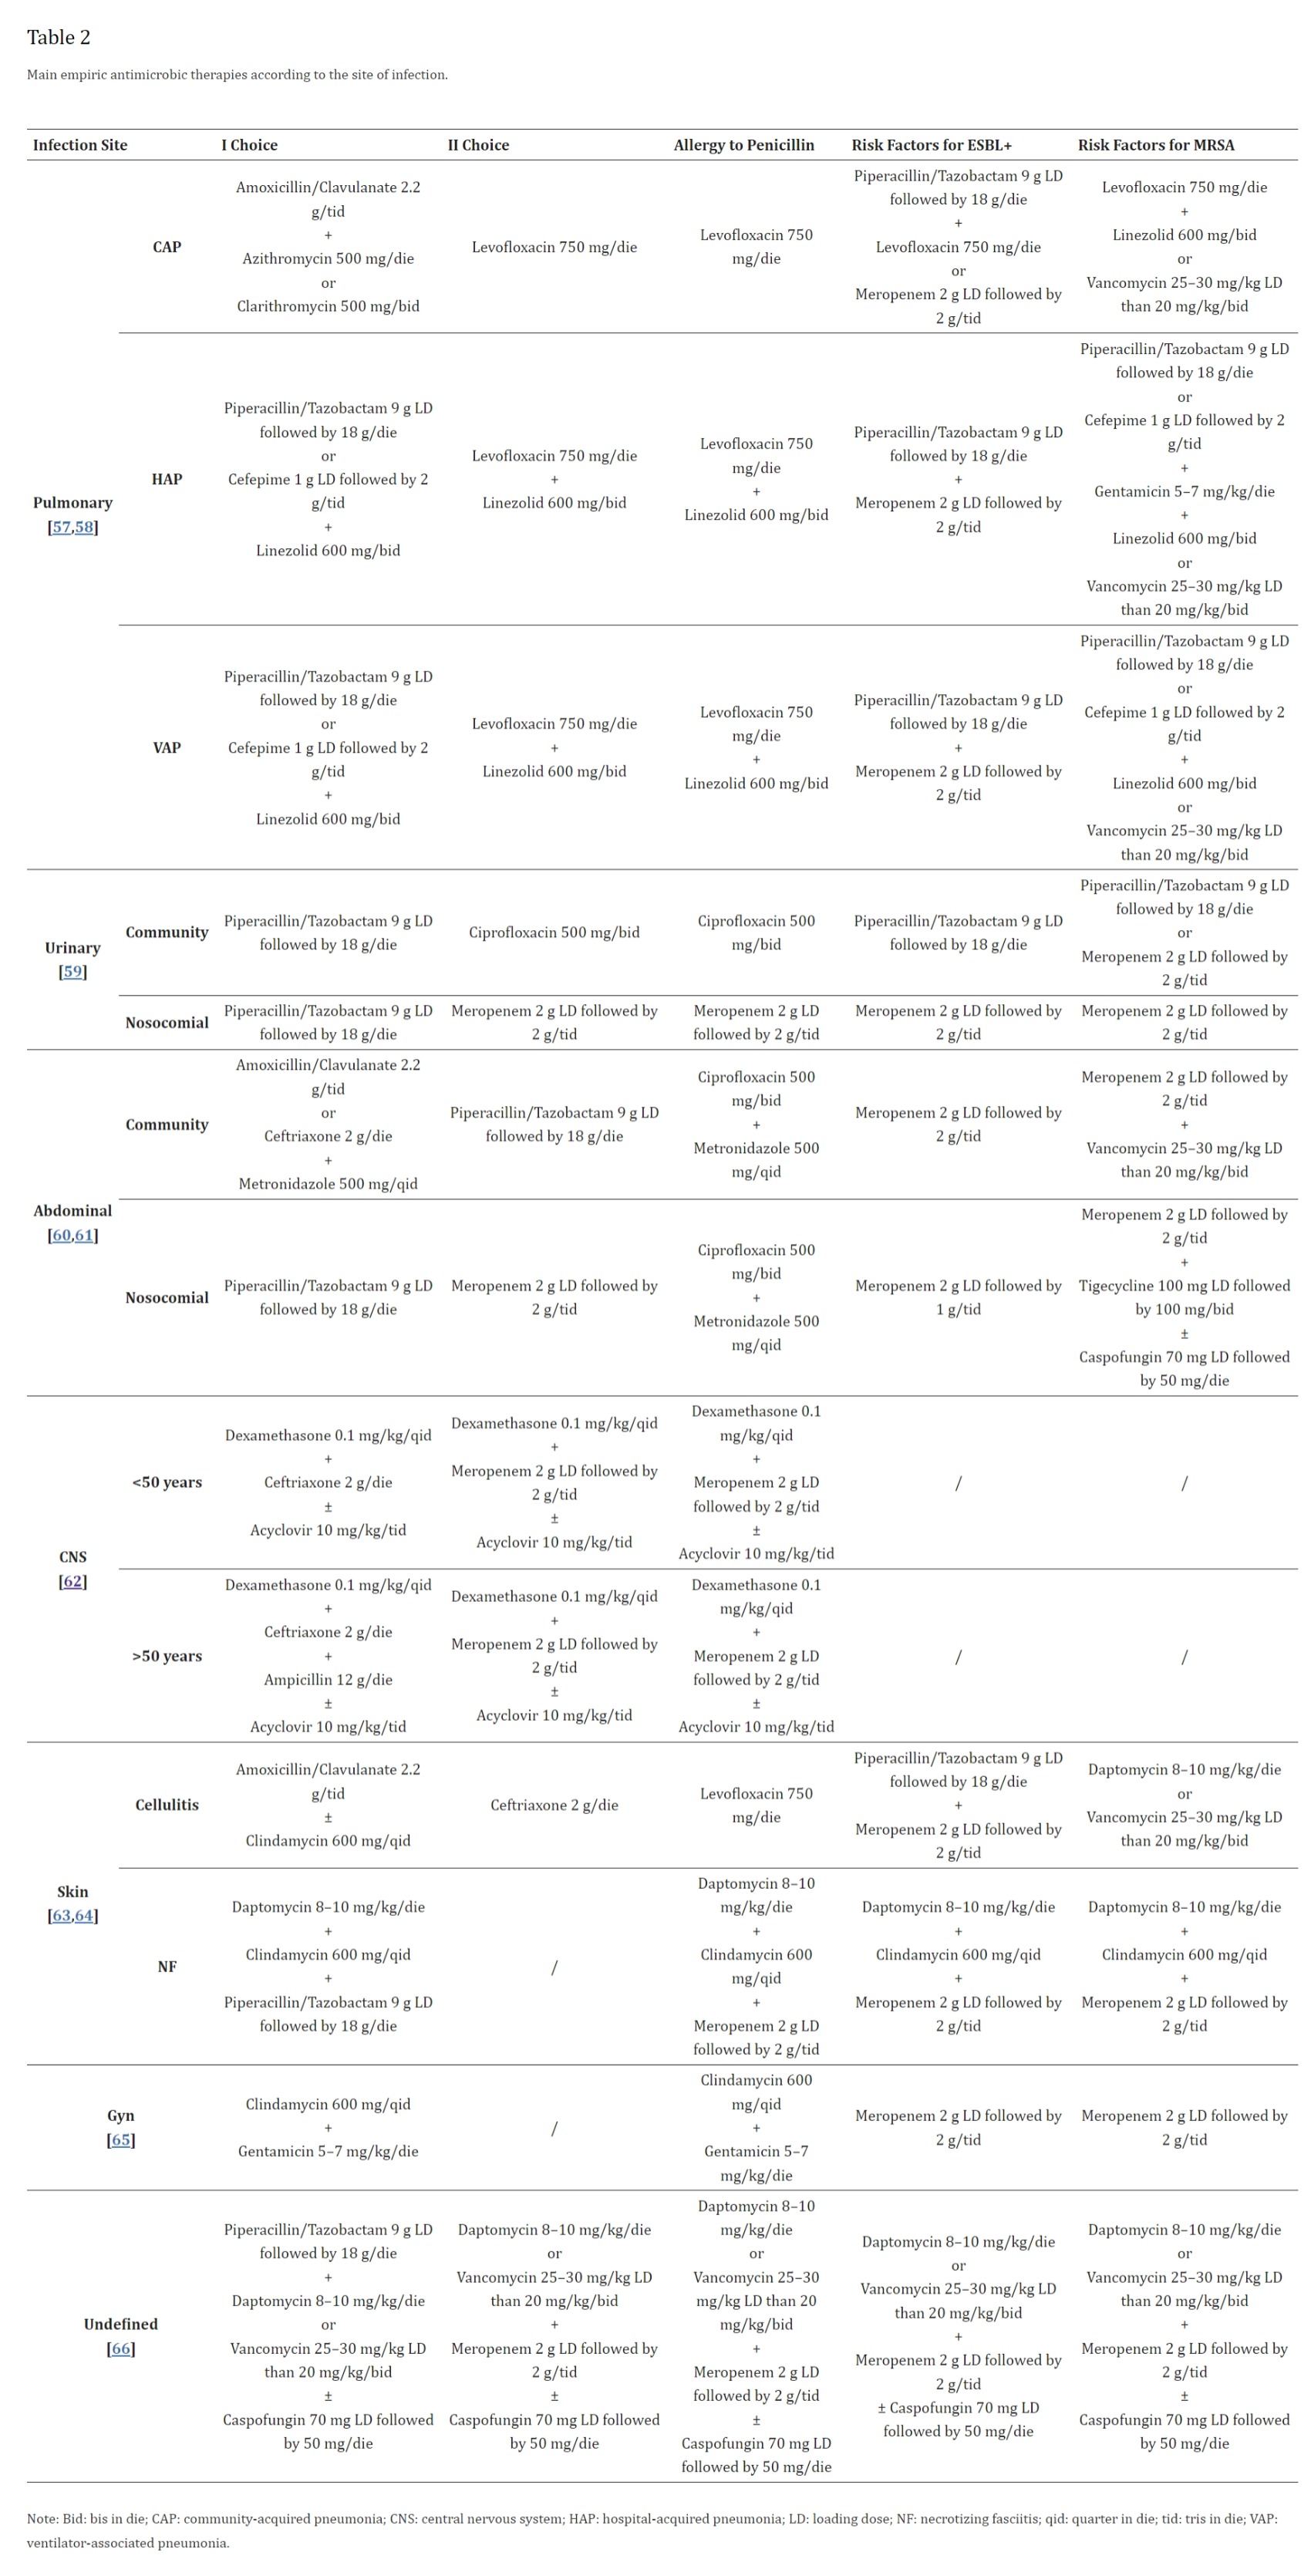 Table 2
Main empiric antimicrobic therapies according to the site of infection.
Infection Site
I Choice
II Choice
Allergy to Penicillin
Risk Factors for ESBL+
Risk Factors for MRSA
Pulmonary
[57,58]
CAP
Amoxicillin/Clavulanate 2.2
g/tid
+
Azithromycin 500 mg/die
or
Clarithromycin 500 mg/bid
Levofloxacin 750 mg/die
Levofloxacin 750
mg/die
Piperacillin/Tazobactam 9 g LD
followed by 18 g/die
+
Levofloxacin 750 mg/die
or
Meropenem 2 g LD followed by
2 g/tid
Levofloxacin 750 mg/die
+
Linezolid 600 mg/bid
or
Vancomycin 25–30 mg/kg LD
than 20 mg/kg/bid
HAP
Piperacillin/Tazobactam 9 g LD
followed by 18 g/die
or
Cefepime 1 g LD followed by 2
g/tid
+
Linezolid 600 mg/bid
Levofloxacin 750 mg/die
+
Linezolid 600 mg/bid
Levofloxacin 750
mg/die
+
Linezolid 600 mg/bid
Piperacillin/Tazobactam 9 g LD
followed by 18 g/die
+
Meropenem 2 g LD followed by
2 g/tid
Piperacillin/Tazobactam 9 g LD
followed by 18 g/die
or
Cefepime 1 g LD followed by 2
g/tid
+
Gentamicin 5–7 mg/kg/die
+
Linezolid 600 mg/bid
or
Vancomycin 25–30 mg/kg LD
than 20 mg/kg/bid
VAP
Piperacillin/Tazobactam 9 g LD
followed by 18 g/die
or
Cefepime 1 g LD followed by 2
g/tid
+
Linezolid 600 mg/bid
Levofloxacin 750 mg/die
+
Linezolid 600 mg/bid
Levofloxacin 750
mg/die
+
Linezolid 600 mg/bid
Piperacillin/Tazobactam 9 g LD
followed by 18 g/die
+
Meropenem 2 g LD followed by
2 g/tid
Piperacillin/Tazobactam 9 g LD
followed by 18 g/die
or
Cefepime 1 g LD followed by 2
g/tid
+
Linezolid 600 mg/bid
or
Vancomycin 25–30 mg/kg LD
than 20 mg/kg/bid
Urinary
[59]
Community
Piperacillin/Tazobactam 9 g LD
followed by 18 g/die
Ciprofloxacin 500 mg/bid
Ciprofloxacin 500
mg/bid
Piperacillin/Tazobactam 9 g LD
followed by 18 g/die
Piperacillin/Tazobactam 9 g LD
followed by 18 g/die
or
Meropenem 2 g LD followed by
2 g/tid
Nosocomial
Piperacillin/Tazobactam 9 g LD
followed by 18 g/die
Meropenem 2 g LD followed by
2 g/tid
Meropenem 2 g LD
followed by 2 g/tid
Meropenem 2 g LD followed by
2 g/tid
Meropenem 2 g LD followed by
2 g/tid
Abdominal
[60,61]
Community
Amoxicillin/Clavulanate 2.2
g/tid
or
Ceftriaxone 2 g/die
+
Metronidazole 500 mg/qid
Piperacillin/Tazobactam 9 g LD
followed by 18 g/die
Ciprofloxacin 500
mg/bid
+
Metronidazole 500
mg/qid
Meropenem 2 g LD followed by
2 g/tid
Meropenem 2 g LD followed by
2 g/tid
+
Vancomycin 25–30 mg/kg LD
than 20 mg/kg/bid
Nosocomial
Piperacillin/Tazobactam 9 g LD
followed by 18 g/die
Meropenem 2 g LD followed by
2 g/tid
Ciprofloxacin 500
mg/bid
+
Metronidazole 500
mg/qid
Meropenem 2 g LD followed by
1 g/tid
Meropenem 2 g LD followed by
2 g/tid
+
Tigecycline 100 mg LD followed
by 100 mg/bid
±
Caspofungin 70 mg LD followed
by 50 mg/die
CNS
[62]
<50 years
Dexamethasone 0.1 mg/kg/qid
+
Ceftriaxone 2 g/die
±
Acyclovir 10 mg/kg/tid
Dexamethasone 0.1 mg/kg/qid
+
Meropenem 2 g LD followed by
2 g/tid
±
Acyclovir 10 mg/kg/tid
Dexamethasone 0.1
mg/kg/qid
+
Meropenem 2 g LD
followed by 2 g/tid
±
Acyclovir 10 mg/kg/tid
/
/
>50 years
Dexamethasone 0.1 mg/kg/qid
+
Ceftriaxone 2 g/die
+
Ampicillin 12 g/die
±
Acyclovir 10 mg/kg/tid
Dexamethasone 0.1 mg/kg/qid
+
Meropenem 2 g LD followed by
2 g/tid
±
Acyclovir 10 mg/kg/tid
Dexamethasone 0.1
mg/kg/qid
+
Meropenem 2 g LD
followed by 2 g/tid
±
Acyclovir 10 mg/kg/tid
/
/
Skin
[63,64]
Cellulitis
Amoxicillin/Clavulanate 2.2
g/tid
±
Clindamycin 600 mg/qid
Ceftriaxone 2 g/die
Levofloxacin 750
mg/die
Piperacillin/Tazobactam 9 g LD
followed by 18 g/die
+
Meropenem 2 g LD followed by
2 g/tid
Daptomycin 8–10 mg/kg/die
or
Vancomycin 25–30 mg/kg LD
than 20 mg/kg/bid
NF
Daptomycin 8–10 mg/kg/die
+
Clindamycin 600 mg/qid
+
Piperacillin/Tazobactam 9 g LD
followed by 18 g/die
/
Daptomycin 8–10
mg/kg/die
+
Clindamycin 600
mg/qid
+
Meropenem 2 g LD
followed by 2 g/tid
Daptomycin 8–10 mg/kg/die
+
Clindamycin 600 mg/qid
+
Meropenem 2 g LD followed by
2 g/tid
Daptomycin 8–10 mg/kg/die
+
Clindamycin 600 mg/qid
+
Meropenem 2 g LD followed by
2 g/tid
Gyn
[65]
Clindamycin 600 mg/qid
+
Gentamicin 5–7 mg/kg/die
/
Clindamycin 600
mg/qid
+
Gentamicin 5–7
mg/kg/die
Meropenem 2 g LD followed by
2 g/tid
Meropenem 2 g LD followed by
2 g/tid
Undefined
[66]
Piperacillin/Tazobactam 9 g LD
followed by 18 g/die
+
Daptomycin 8–10 mg/kg/die
or
Vancomycin 25–30 mg/kg LD
than 20 mg/kg/bid
±
Caspofungin 70 mg LD followed
by 50 mg/die
Daptomycin 8–10 mg/kg/die
or
Vancomycin 25–30 mg/kg LD
than 20 mg/kg/bid
+
Meropenem 2 g LD followed by
2 g/tid
±
Caspofungin 70 mg LD followed
by 50 mg/die
Daptomycin 8–10
mg/kg/die
or
Vancomycin 25–30
mg/kg LD than 20
mg/kg/bid
+
Meropenem 2 g LD
followed by 2 g/tid
±
Caspofungin 70 mg LD
followed by 50 mg/die
Daptomycin 8–10 mg/kg/die
or
Vancomycin 25–30 mg/kg LD
than 20 mg/kg/bid
+
Meropenem 2 g LD followed by
2 g/tid
± Caspofungin 70 mg LD
followed by 50 mg/die
Daptomycin 8–10 mg/kg/die
or
Vancomycin 25–30 mg/kg LD
than 20 mg/kg/bid
+
Meropenem 2 g LD followed by
2 g/tid
±
Caspofungin 70 mg LD followed
by 50 mg/die
Note: Bid: bis in die; CAP: community-acquired pneumonia; CNS: central nervous system; HAP: hospital-acquired pneumonia; LD: loading dose; NF: necrotizing fasciitis; qid: quarter in die; tid: tris in die; VAP:
ventilator-associated pneumonia.